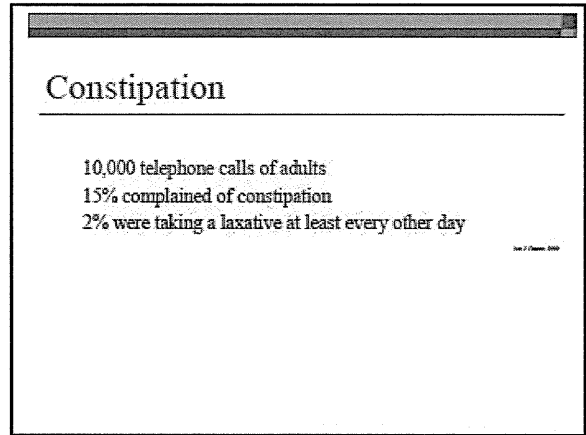 Constipation
10,000 telephone calls of adults
15% complained of constipation
2% were taking a laxative at least every other day